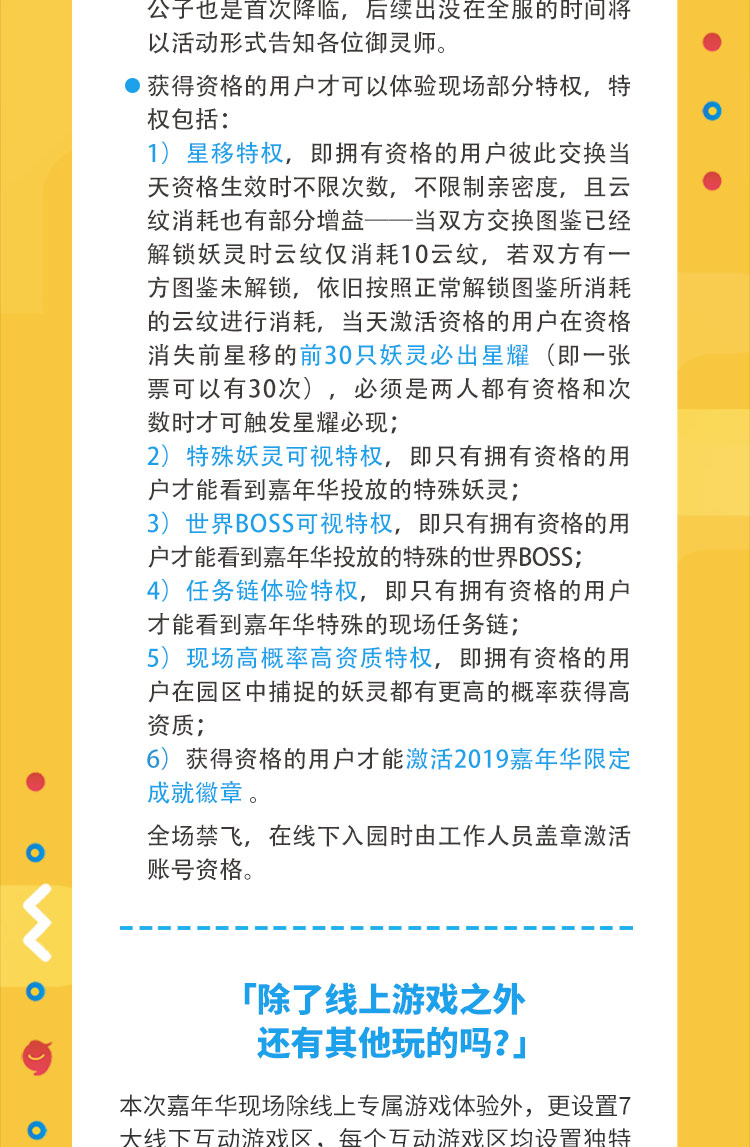 公子也是首次降临，后续出没在全服的时间将
以活动形式告知各位御灵师。
获得资格的用户才可以体验现场部分特权，特
权包括：
1）星移特权，即拥有资格的用户彼此交换当
天资格生效时不限次数，不限制亲密度，且云
纹消耗也有部分增益——当双方交换图鉴已经
解锁妖灵时云纹仅消耗10云纹，若双方有一
方图鉴未解锁，依旧按照正常解锁图鉴所消耗
的云纹进行消耗，当天激活资格的用户在资格
消失前星移的前30只妖灵必出星耀（即一张
票可以有30次），必须是两人都有资格和次
数时才可触发星耀必现；
2）特殊妖灵可视特权，即只有拥有资格的用
户才能看到嘉年华投放的特殊妖灵；
3）世界BOSS可视特权，即只有拥有资格的用
户才能看到嘉年华投放的特殊的世界BOSS；
4）任务链体验特权，即只有拥有资格的用户
才能看到嘉年华特殊的现场任务链；
5）现场高概率高资质特权，即拥有资格的用
户在园区中捕捉的妖灵都有更高的概率获得高
资质；
6）获得资格的用户才能激活2019嘉年华限定
成就徽章 。
全场禁飞，在线下入园时由工作人员盖章激活
账号资格。
「除了线上游戏之外
还有其他玩的吗？」
本次嘉年华现场除线上专属游戏体验外，更设置7
大线下互动游戏区，每个互动游戏区均设置独特